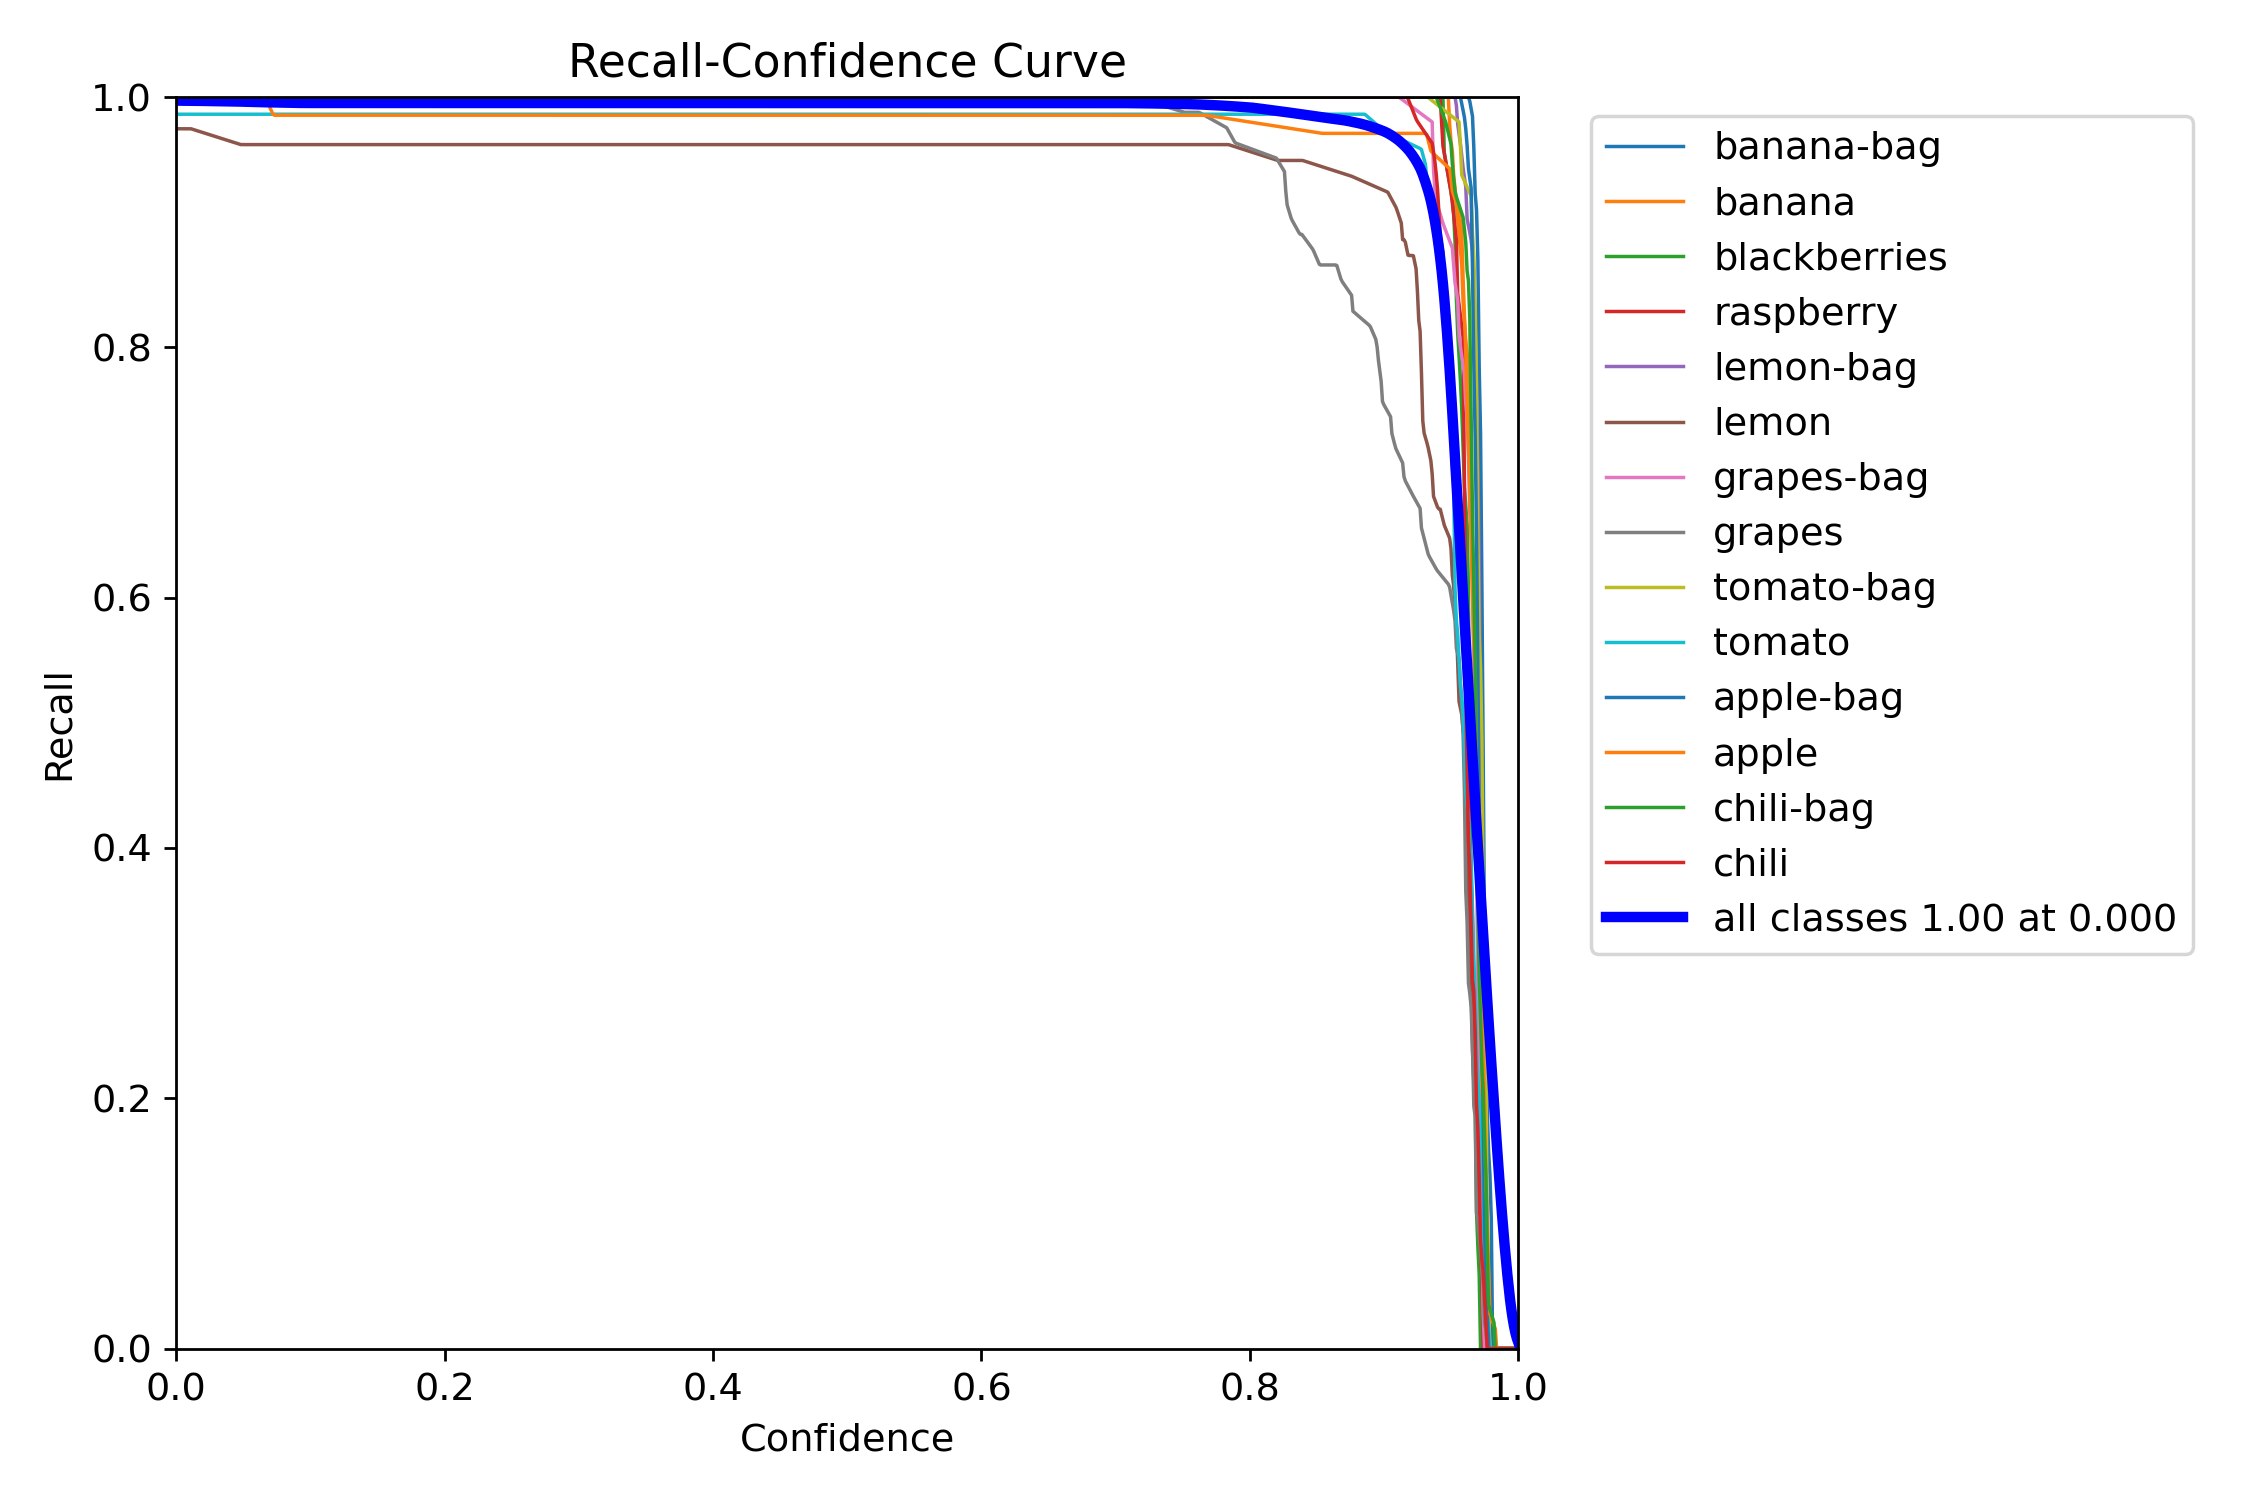 Recall-Confidence Curve
1.0
0.8
0.6
0.4
0.2
0.0
Recall
0.0 0.2 0.4 0.6 0.8 1.0
Confidence
banana-bag
banana
blackberries
raspberry
lemon-bag
lemon
grapes-bag
grapes
tomato-bag
tomato
apple-bag
apple
chili-bag
chili
all classes 1.00 at 0.000